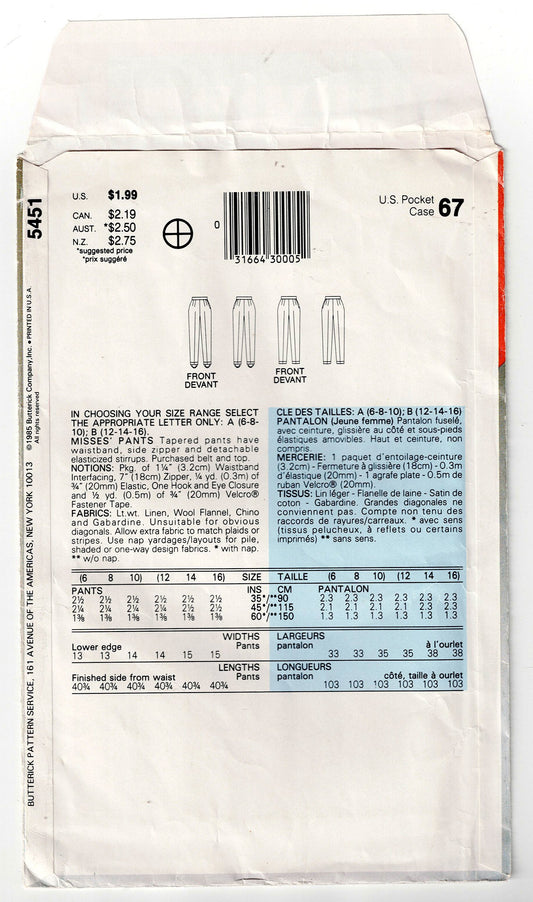 5451
U.S. $1.99
CAN. $2.19
AUST. *$2.50
N.Z. $2.75
*suggested price
*prix suggéré
0
31664 30005
U.S. Pocket
Case 67
©1985 Butterick Company, Inc. • PRINTED IN U.S.A.
All rights reserved
BUTTERICK PATTERN SERVICE, 161 AVENUE OF THE AMERICAS, NEW YORK, NEW YORK 10013
FRONT
DEVANT
FRONT
DEVANT
IN CHOOSING YOUR SIZE RANGE SELECT
THE APPROPRIATE LETTER ONLY: A (6-8-
10); B (12-14-16).
MISSES' PANTS Tapered pants have
waistband, side zipper and detachable
elasticized stirrups. Purchased belt and top.
NOTIONS: Pkg. of 1¼" (3.2cm) Waistband
Interfacing, 7" (18cm) Zipper, ¼ yd. (0.3m) of
¾" (20mm) Elastic, One Hook and Eye Closure
and ½ yd. (0.5m) of ¾" (20mm) Velcro®
Fastener Tape.
FABRICS: Lt.wt. Linen, Wool Flannel, Chino
and Gabardine. Unsuitable for obvious
diagonals. Allow extra fabric to match plaids or
stripes. Use nap yardages/layouts for pile,
shaded or one-way design fabrics. * with nap.
** w/o nap.
CLE DES TAILLES: A (6-8-10); B (12-14-16)
PANTALON (Jeune femme) Pantalon fuselé,
avec ceinture, glissière au côté et sous-pieds
élastiques amovibles. Haut et ceinture, non
compris.
MERCERIE: 1 paquet d'entoilage-ceinture
(3.2cm) - Fermeture à glissière (18cm) - 0.3m
d'élastique (20mm) - 1 agrafe plate - 0.5m de
ruban Velcro® (20mm).
TISSUS: Lin léger - Flanelle de laine - Satin de
coton - Gabardine. Grandes diagonales ne
convienent pas. Compte non tenu des
raccords de rayures/carreaux. * avec sens
(tissus pelucheux, à reflets ou certains
imprimés) ** sans sens.
(6 8 10) (12 14 16) SIZE TAILLE (6 8 10) (12 14 16)
PANTS INS CM PANTALON
2½ 2½ 2½ 2½ 2½ 2½ 35*/**90 2.3 2.3 2.3 2.3 2.3 2.3
2¼ 2¼ 2¼ 2¼ 2½ 2½ 45*/**115 2.1 2.1 2.1 2.1 2.3 2.3
1⅜ 1⅜ 1⅜ 1⅜ 1⅜ 1⅜ 60*/**150 1.3 1.3 1.3 1.3 1.3 1.3
WIDTHS LARGEURS
Lower edge Pants pantalon à l'ourlet
13 13 14 14 15 15 33 33 35 35 38 38
LENGTHS LONGUEURS
Finished side from waist Pants pantalon côté, taille à ourlet
40¾ 40¾ 40¾ 40¾ 40¾ 40¾ 103 103 103 103 103 103